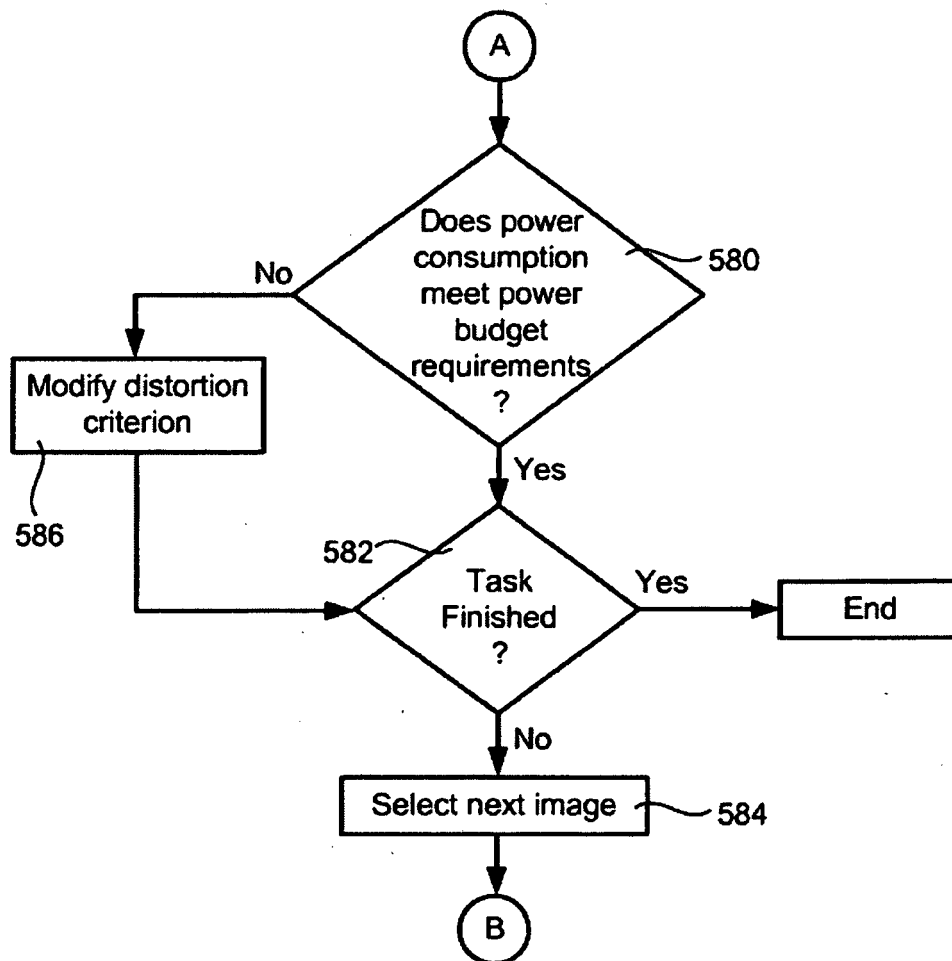 A
Does power
consumption
meet power
budget
requirements
?
580
No
Modify distortion
criterion
586
Yes
582
Task
Finished
?
Yes
End
No
Select next image
584
B